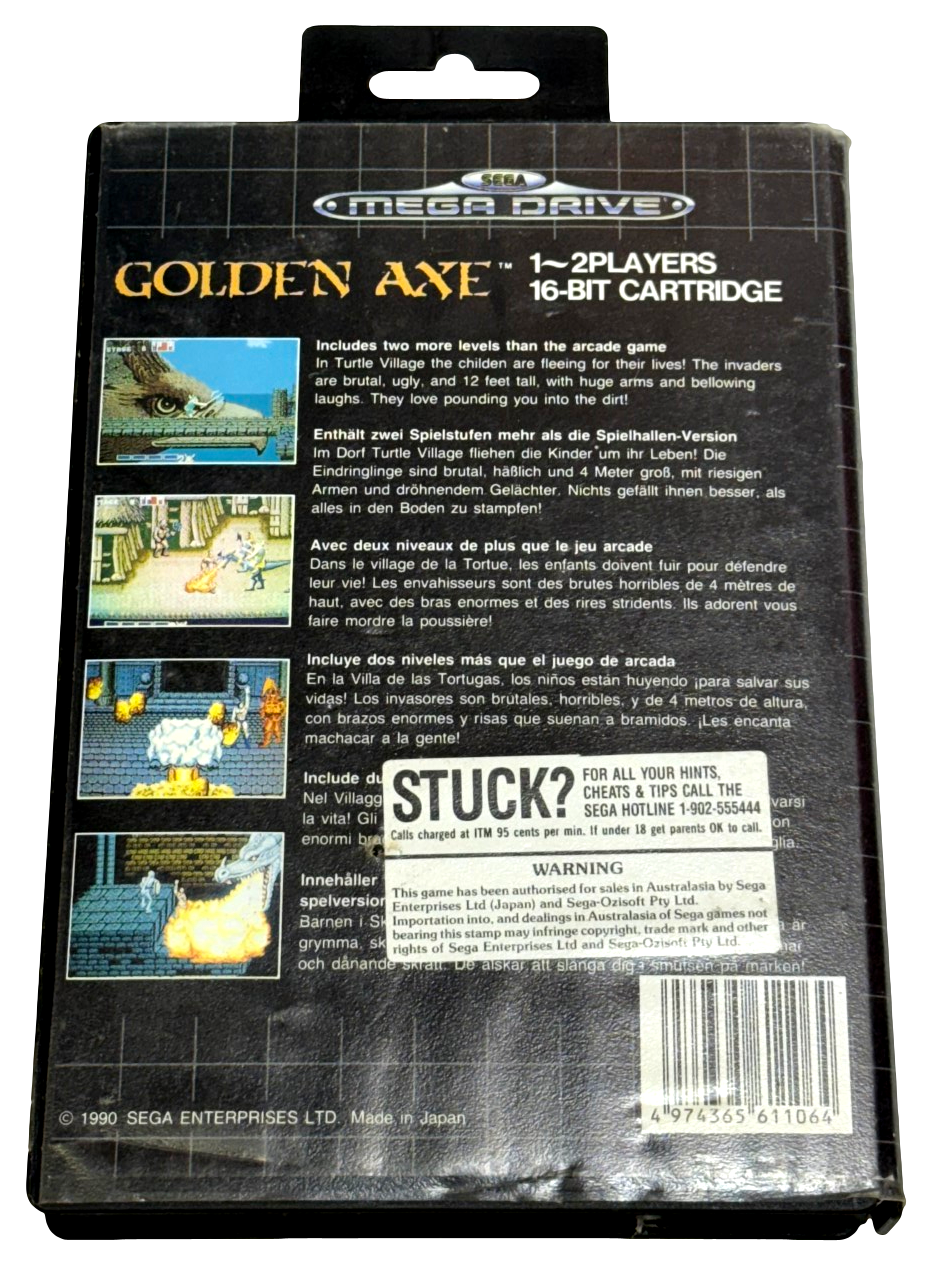 SEGA
MEGA DRIVE
GOLDEN AXE™
1~2PLAYERS
16-BIT CARTRIDGE
Includes two more levels than the arcade game
In Turtle Village the childen are fleeing for their lives! The invaders
are brutal, ugly, and 12 feet tall, with huge arms and bellowing
laughs. They love pounding you into the dirt!
Enthält zwei Spielstufen mehr als die Spielhallen-Version
Im Dorf Turtle Village fliehen die Kinder um ihr Leben! Die
Eindringlinge sind brutal, häßlich und 4 Meter groß, mit riesigen
Armen und dröhnendem Gelächter. Nichts gefällt ihnen besser, als
alles in den Boden zu stampfen!
Avec deux niveaux de plus que le jeu arcade
Dans le village de la Tortue, les enfants doivent fuir pour défendre
leur vie! Les envahisseurs sont des brutes horribles de 4 mètres de
haut, avec des bras enormes et des rires stridents. Ils adorent vous
faire mordre la poussière!
Incluye dos niveles más que el juego de arcada
En la Villa de las Tortugas, los niños están huyendo ¡para salvar sus
vidas! Los invasores son brutales, horribles, y de 4 metros de altura,
con brazos enormes y risas que suenan a bramidos. ¡Les encanta
machacar a la gente!
Include du
Nel Villagg
la vita! Gli
enormi bra
STUCK?
FOR ALL YOUR HINTS,
CHEATS & TIPS CALL THE
SEGA HOTLINE 1-902-555444
Calls charged at ITM 95 cents per min. If under 18 get parents OK to call.
WARNING
This game has been authorised for sales in Australasia by Sega
Enterprises Ltd (Japan) and Sega-Ozisoft Pty Ltd.
Importation into, and dealings in Australasia of Sega games not
bearing this stamp may infringe copyright, trade mark and other
rights of Sega Enterprises Ltd and Sega-Ozisoft Pty Ltd.
Innehåller
spelversion
Barnen i Sk
grymma, sk
och dånande skratt. De älskar att slänga dig i smutsen på marken!
4 974365 611064
© 1990 SEGA ENTERPRISES LTD. Made in Japan